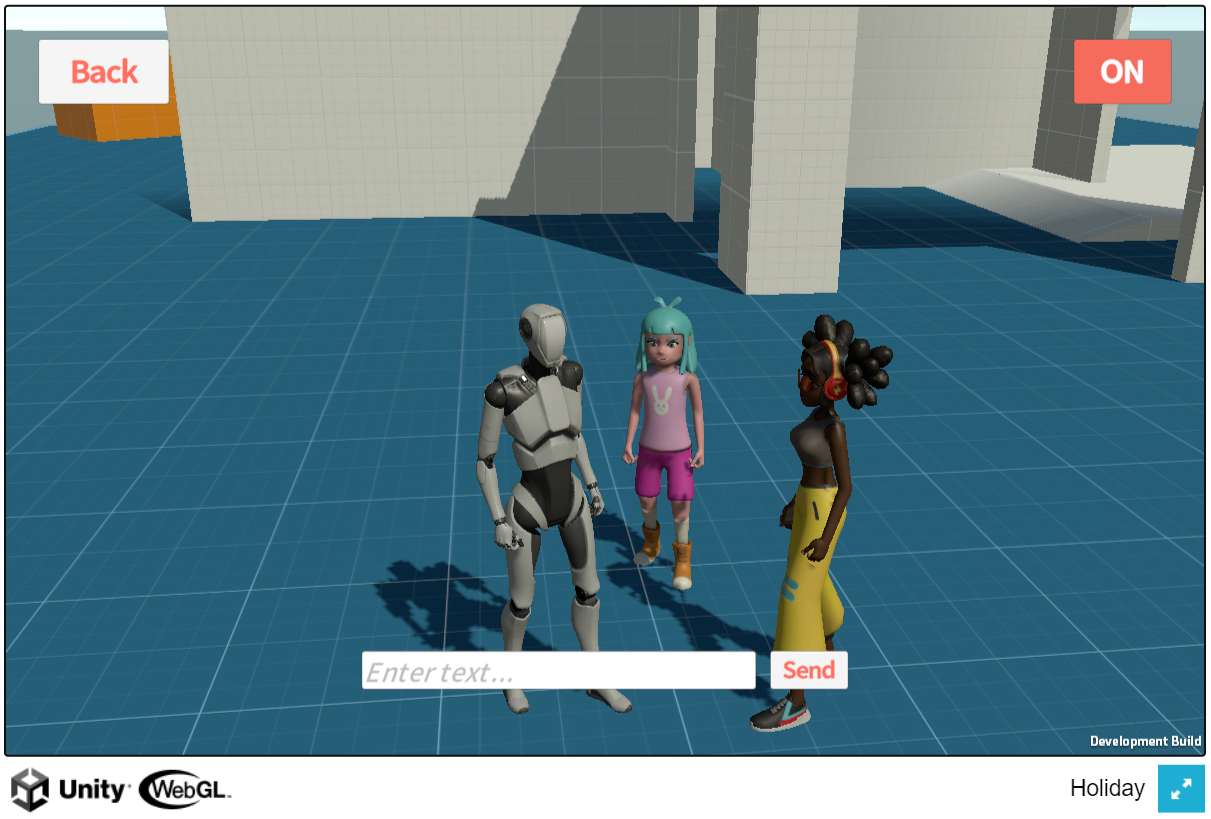 Back
ON
Enter text...
Send
Development Build
Unity
WebGL
Holiday